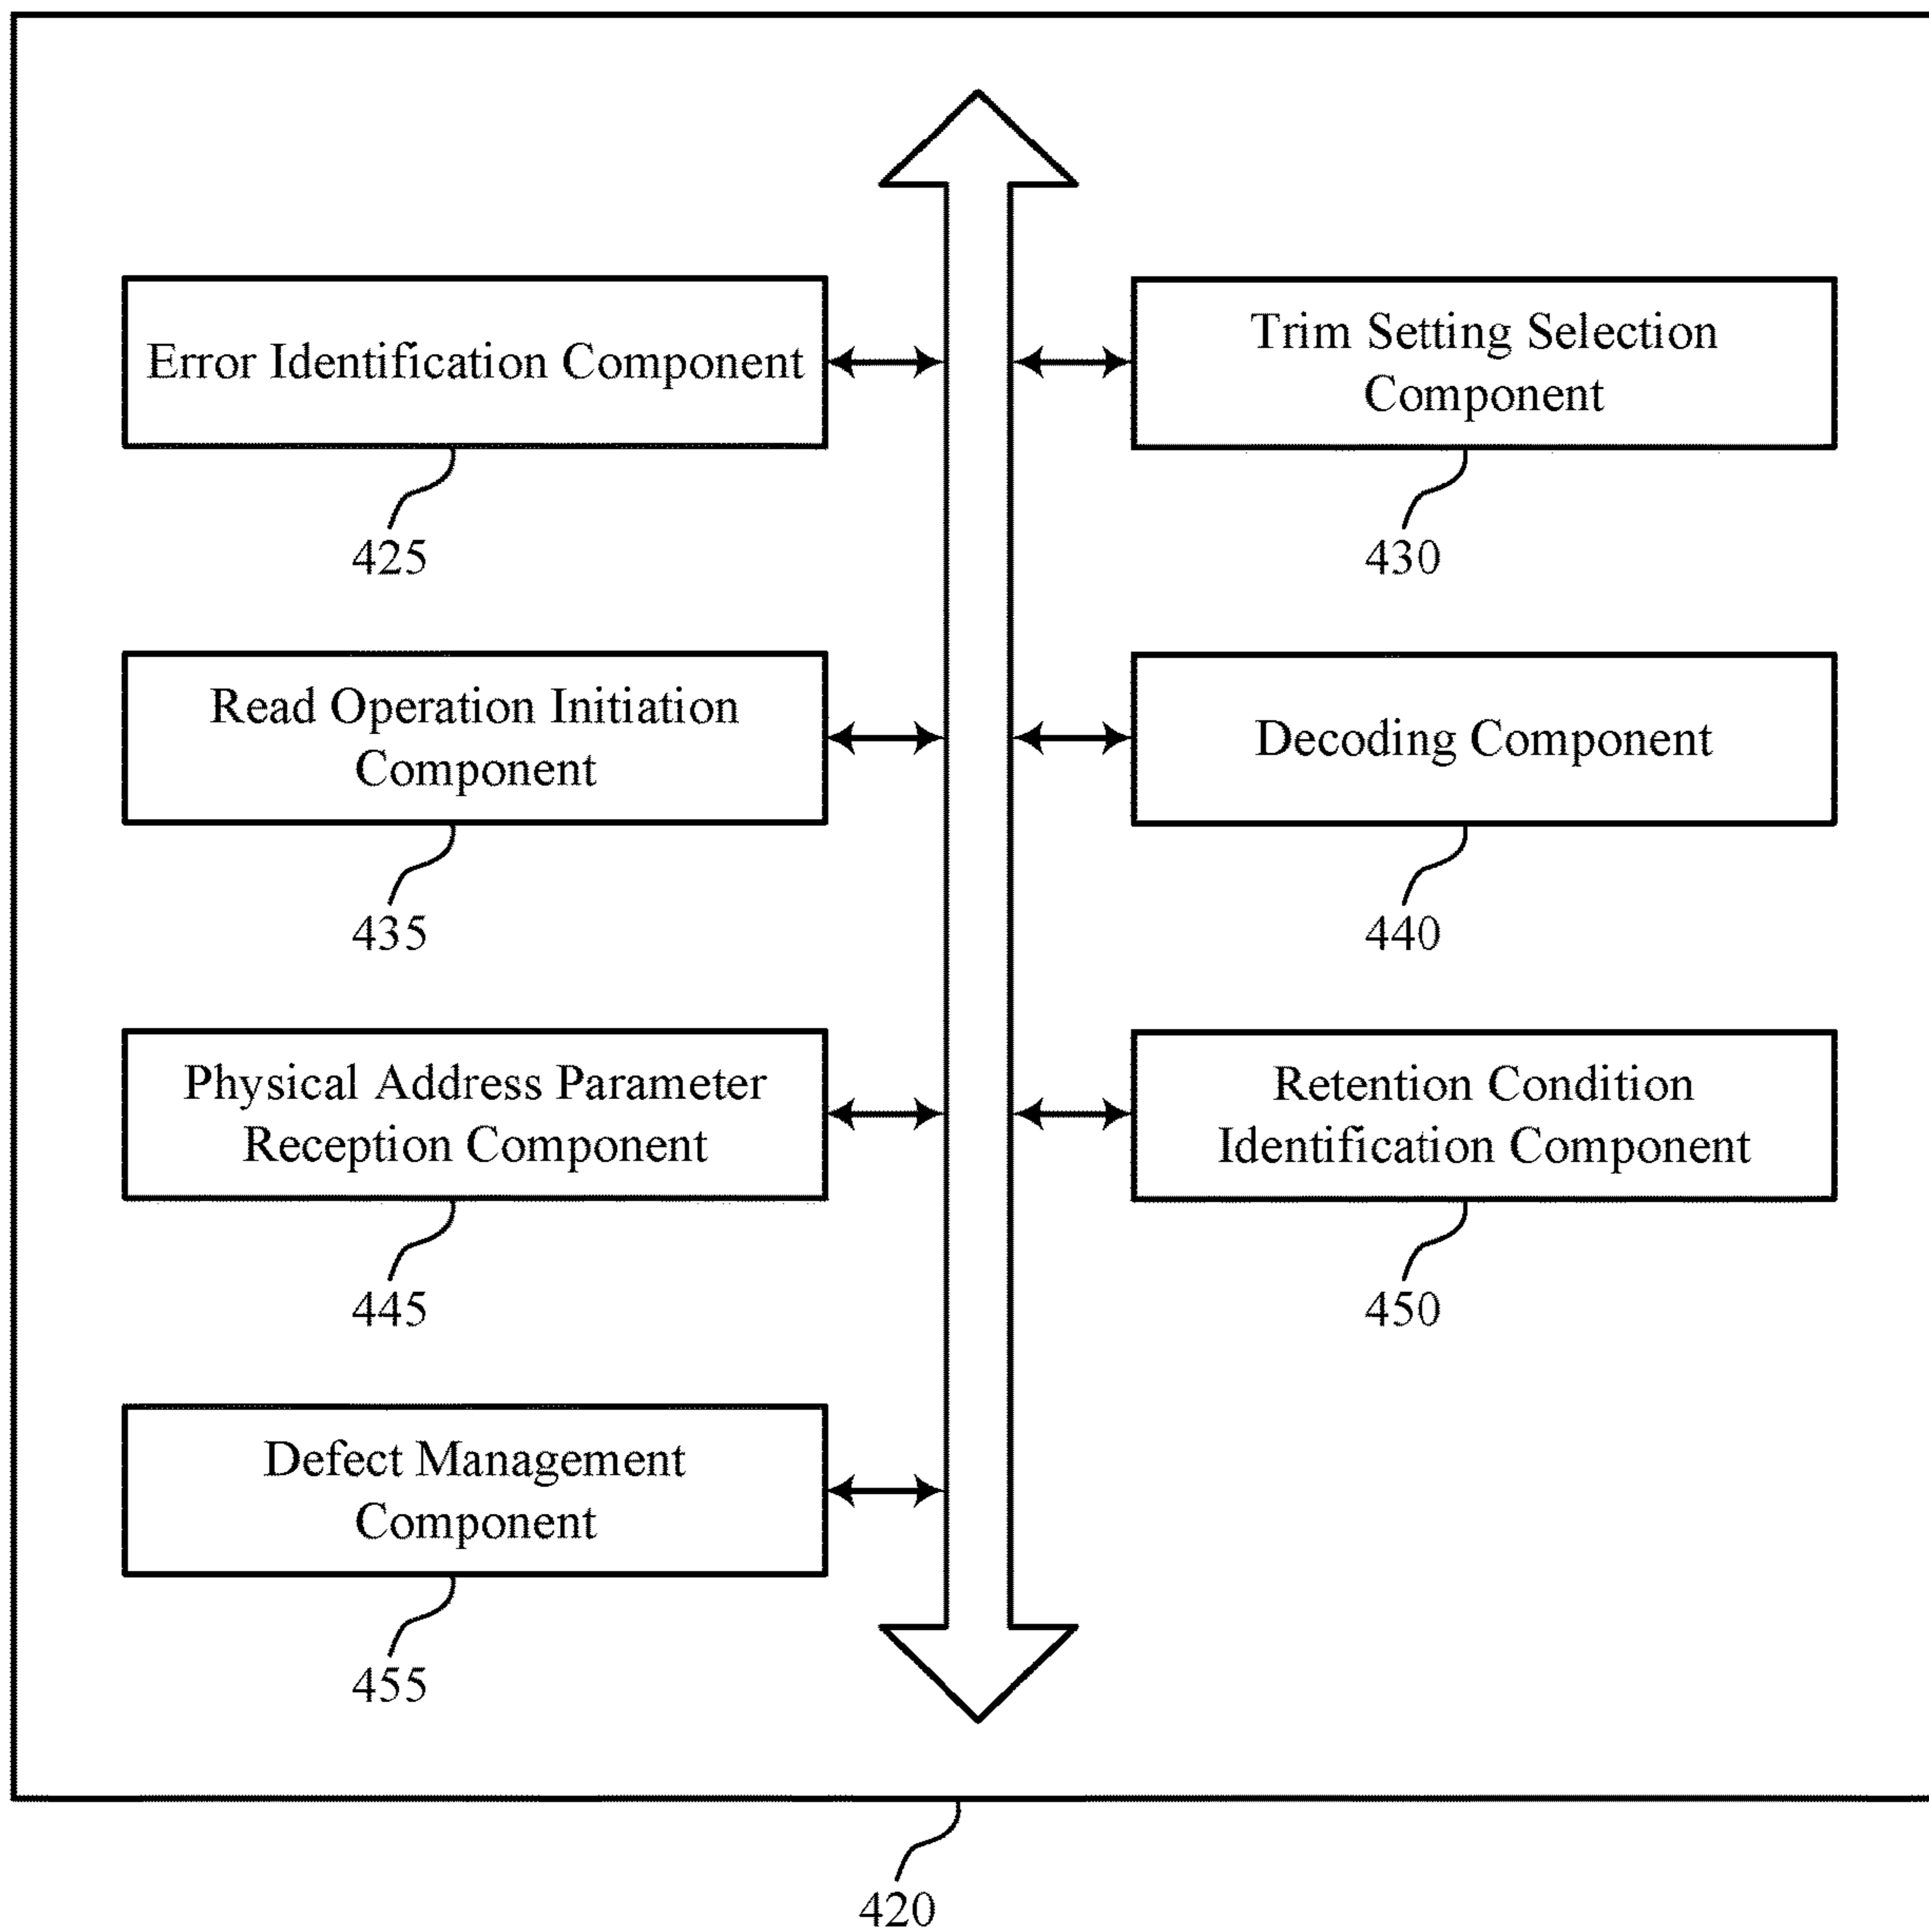 Error Identification Component
425
Trim Setting Selection
Component
430
Read Operation Initiation
Component
435
Decoding Component
440
Physical Address Parameter
Reception Component
445
Retention Condition
Identification Component
450
Defect Management
Component
455
420